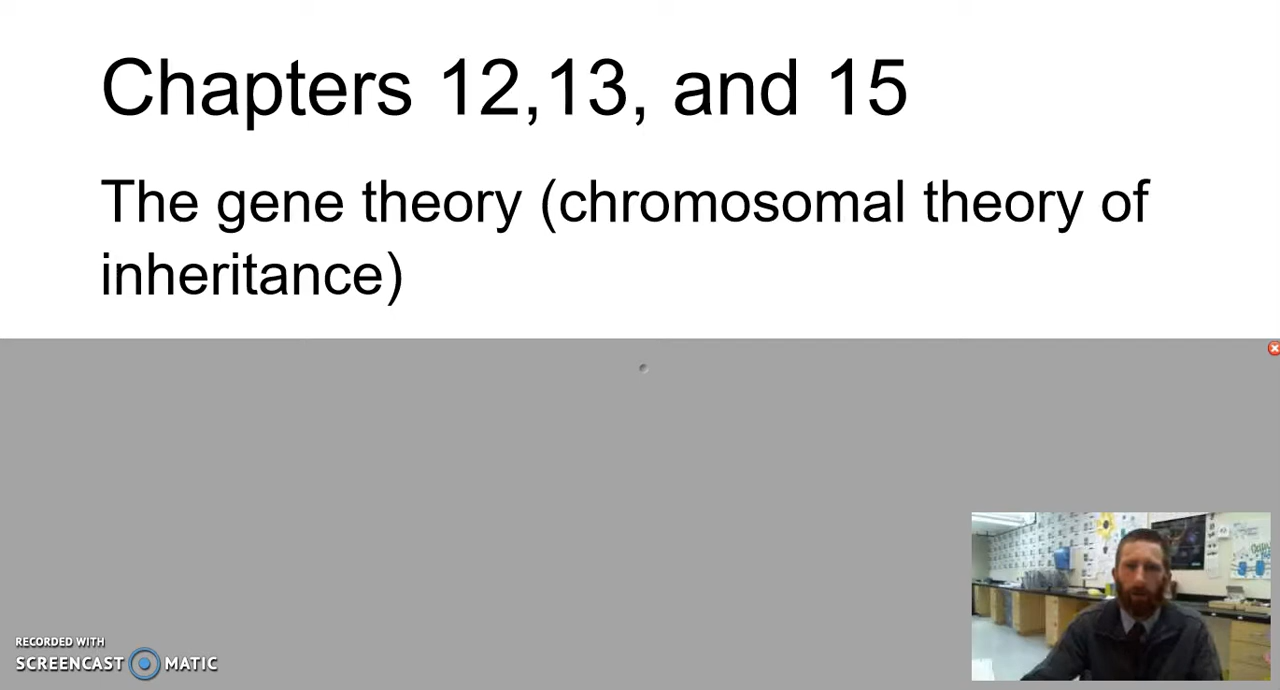 Chapters 12,13, and 15
The gene theory (chromosomal theory of
inheritance)
RECORDED WITH
SCREENCAST MATIC